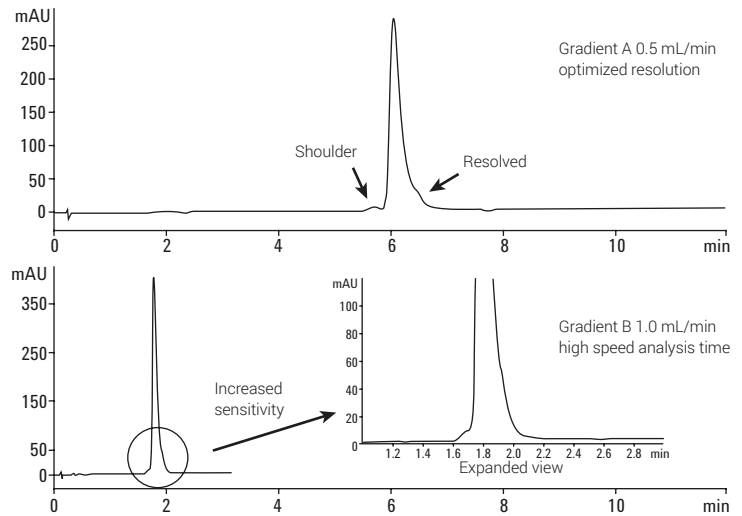 mAU
250
200
150
100
50
0
Gradient A 0.5 mL/min
optimized resolution
Shoulder
Resolved
0 2 4 6 8 10 min
mAU
350
250
150
50
0
Increased
sensitivity
mAU
100
80
60
40
20
0
1.2 1.4 1.6 1.8 2.0 2.2 2.4 2.6 2.8 min
Expanded view
Gradient B 1.0 mL/min
high speed analysis time
0 2 4 6 8 10 min